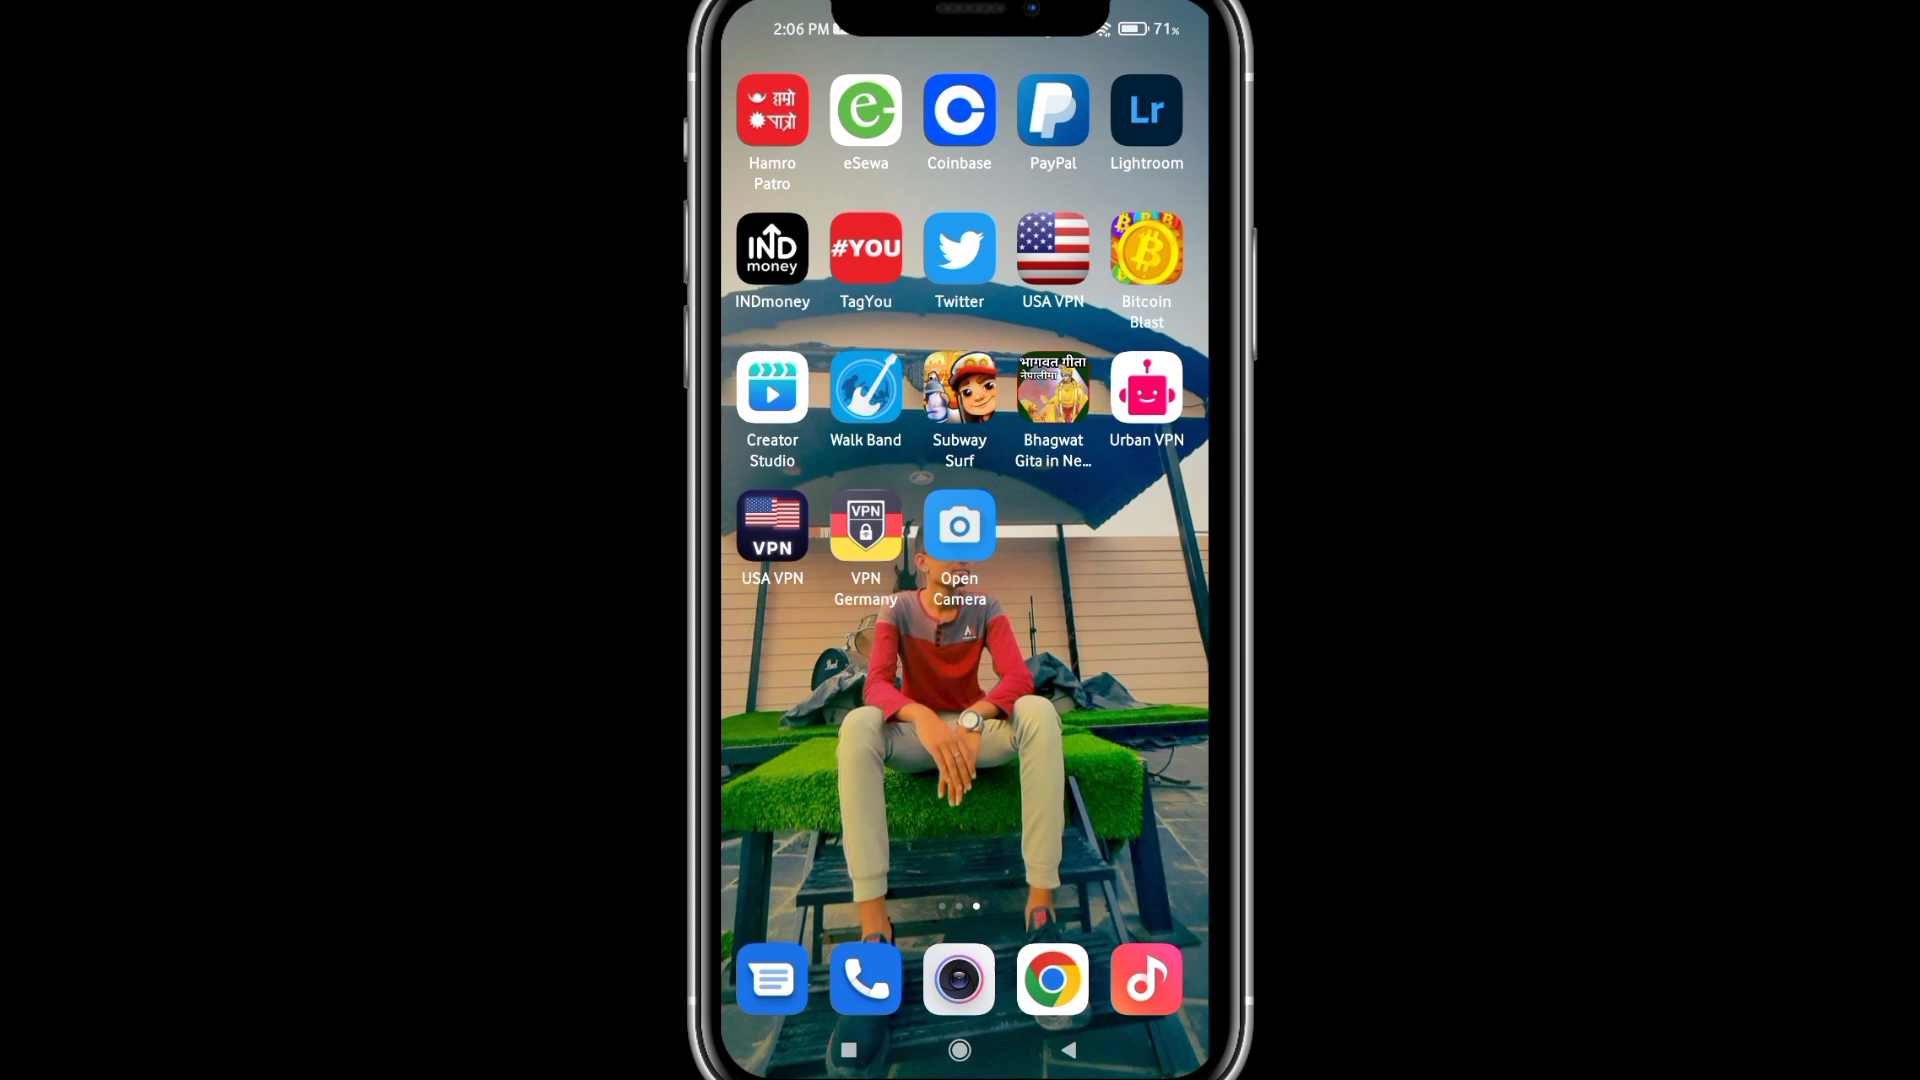 2:06 PM
71%
हाम्रो
पात्रो
e
Lr
Hamro
Patro
eSewa
Coinbase
PayPal
Lightroom
IND
money
#YOU
INDmoney
TagYou
Twitter
USA VPN
Bitcoin
Blast
भागवत गीता
नेपालीमा
Creator
Studio
Walk Band
Subway
Surf
Bhagwat
Gita in Ne...
Urban VPN
VPN
VPN
USA VPN
VPN
Germany
Open
Camera